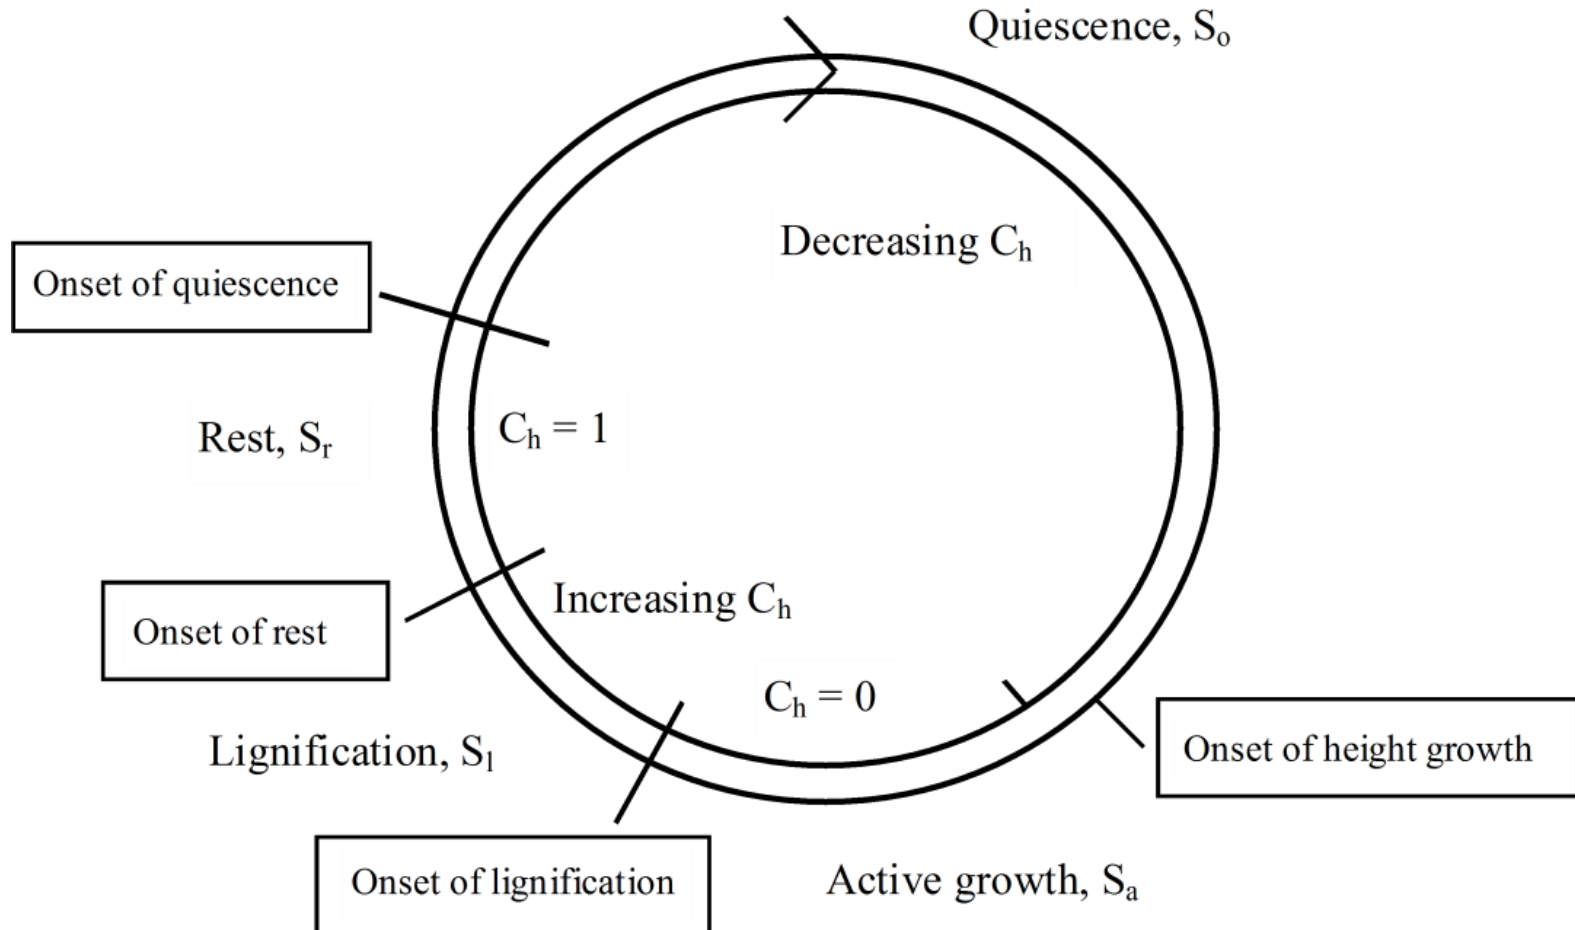 Quiescence, Sₒ
Decreasing Cₕ
Onset of quiescence
Rest, Sᵣ
Cₕ = 1
Onset of rest
Increasing Cₕ
Cₕ = 0
Lignification, Sₗ
Onset of height growth
Onset of lignification
Active growth, Sₐ